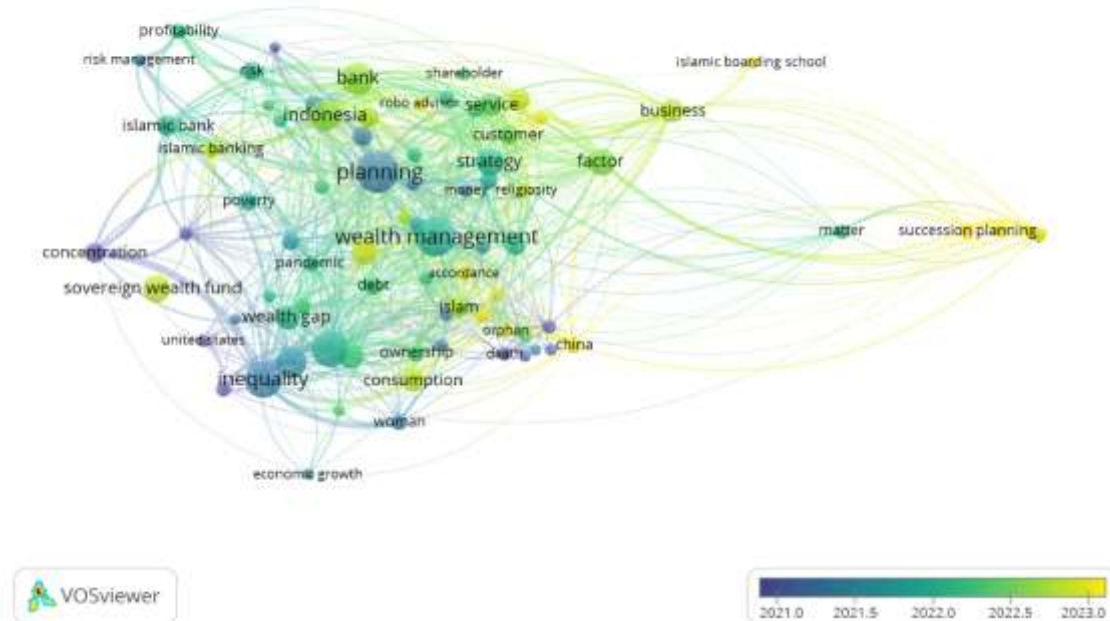 profitability
risk management
islamic boarding school
risk
bank
shareholder
robo advisor
service
business
indonesia
islamic bank
customer
islamic banking
strategy
factor
planning
money
religiosity
poverty
matter
succession planning
wealth management
concentration
pandemic
accordance
debt
sovereign wealth fund
islam
wealth gap
orphan
united states
china
death
ownership
inequality
consumption
woman
economic growth
VOSviewer
2021.0 2021.5 2022.0 2022.5 2023.0